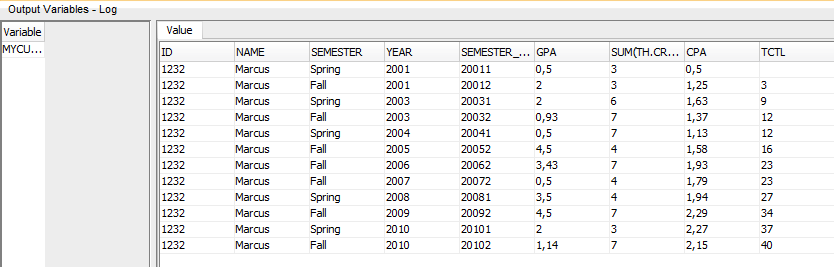 Output Variables - Log
Variable Value
MYCU...
ID NAME SEMESTER YEAR SEMESTER_... GPA SUM(TH.CR... CPA TCTL
1232 Marcus Spring 2001 20011 0,5 3 0,5
1232 Marcus Fall 2001 20012 2 3 1,25 3
1232 Marcus Spring 2003 20031 2 6 1,63 9
1232 Marcus Fall 2003 20032 0,93 7 1,37 12
1232 Marcus Spring 2004 20041 0,5 7 1,13 12
1232 Marcus Fall 2005 20052 4,5 4 1,58 16
1232 Marcus Fall 2006 20062 3,43 7 1,93 23
1232 Marcus Fall 2007 20072 0,5 4 1,79 23
1232 Marcus Spring 2008 20081 3,5 4 1,94 27
1232 Marcus Fall 2009 20092 4,5 7 2,29 34
1232 Marcus Spring 2010 20101 2 3 2,27 37
1232 Marcus Fall 2010 20102 1,14 7 2,15 40